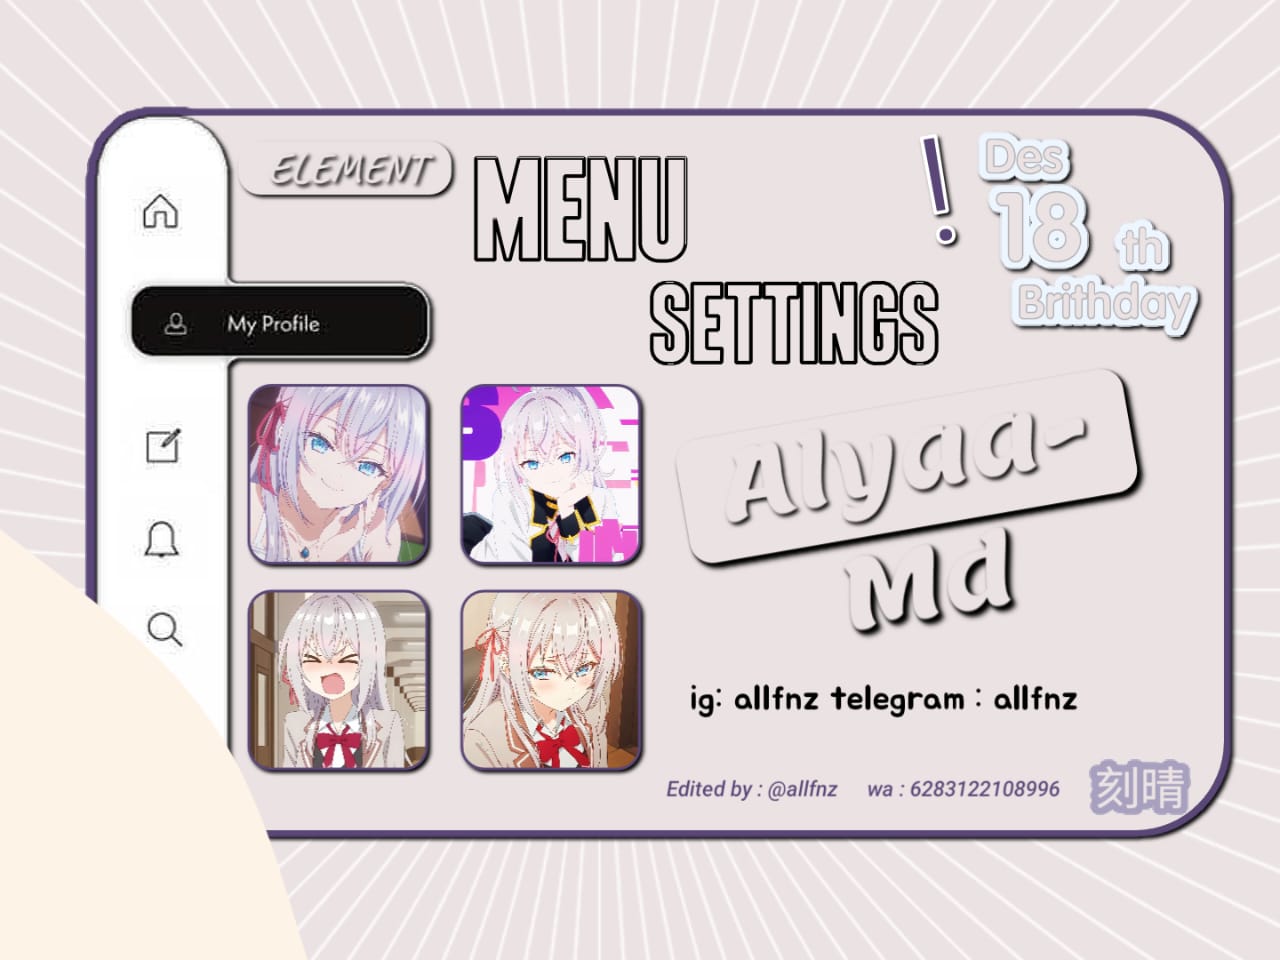 ELEMENT
MENU
SETTINGS
!
Des
18 th
Brithday
My Profile
Alyaa-
Md
ig: allfnz telegram : allfnz
Edited by : @allfnz wa : 6283122108996
刻晴